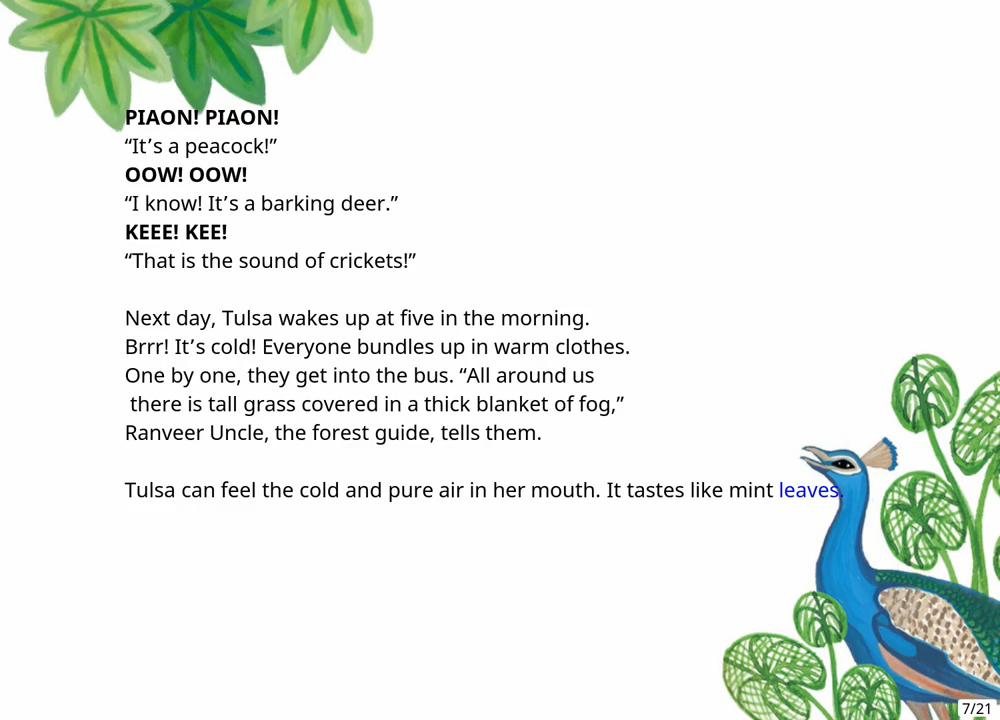 PIAON! PIAON!
“It’s a peacock!”
OOW! OOW!
“I know! It’s a barking deer.”
KEEE! KEE!
“That is the sound of crickets!”
Next day, Tulsa wakes up at five in the morning.
Brrr! It’s cold! Everyone bundles up in warm clothes.
One by one, they get into the bus. “All around us
there is tall grass covered in a thick blanket of fog,”
Ranveer Uncle, the forest guide, tells them.
Tulsa can feel the cold and pure air in her mouth. It tastes like mint leaves.
7/21